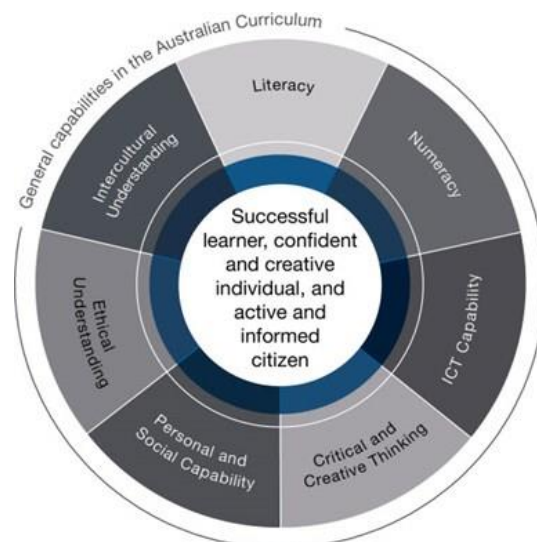 General capabilities in the Australian Curriculum
Literacy
Numeracy
ICT Capability
Critical and
Creative Thinking
Personal and
Social Capability
Ethical
Understanding
Intercultural
Understanding
Successful
learner, confident
and creative
individual, and
active and
informed
citizen